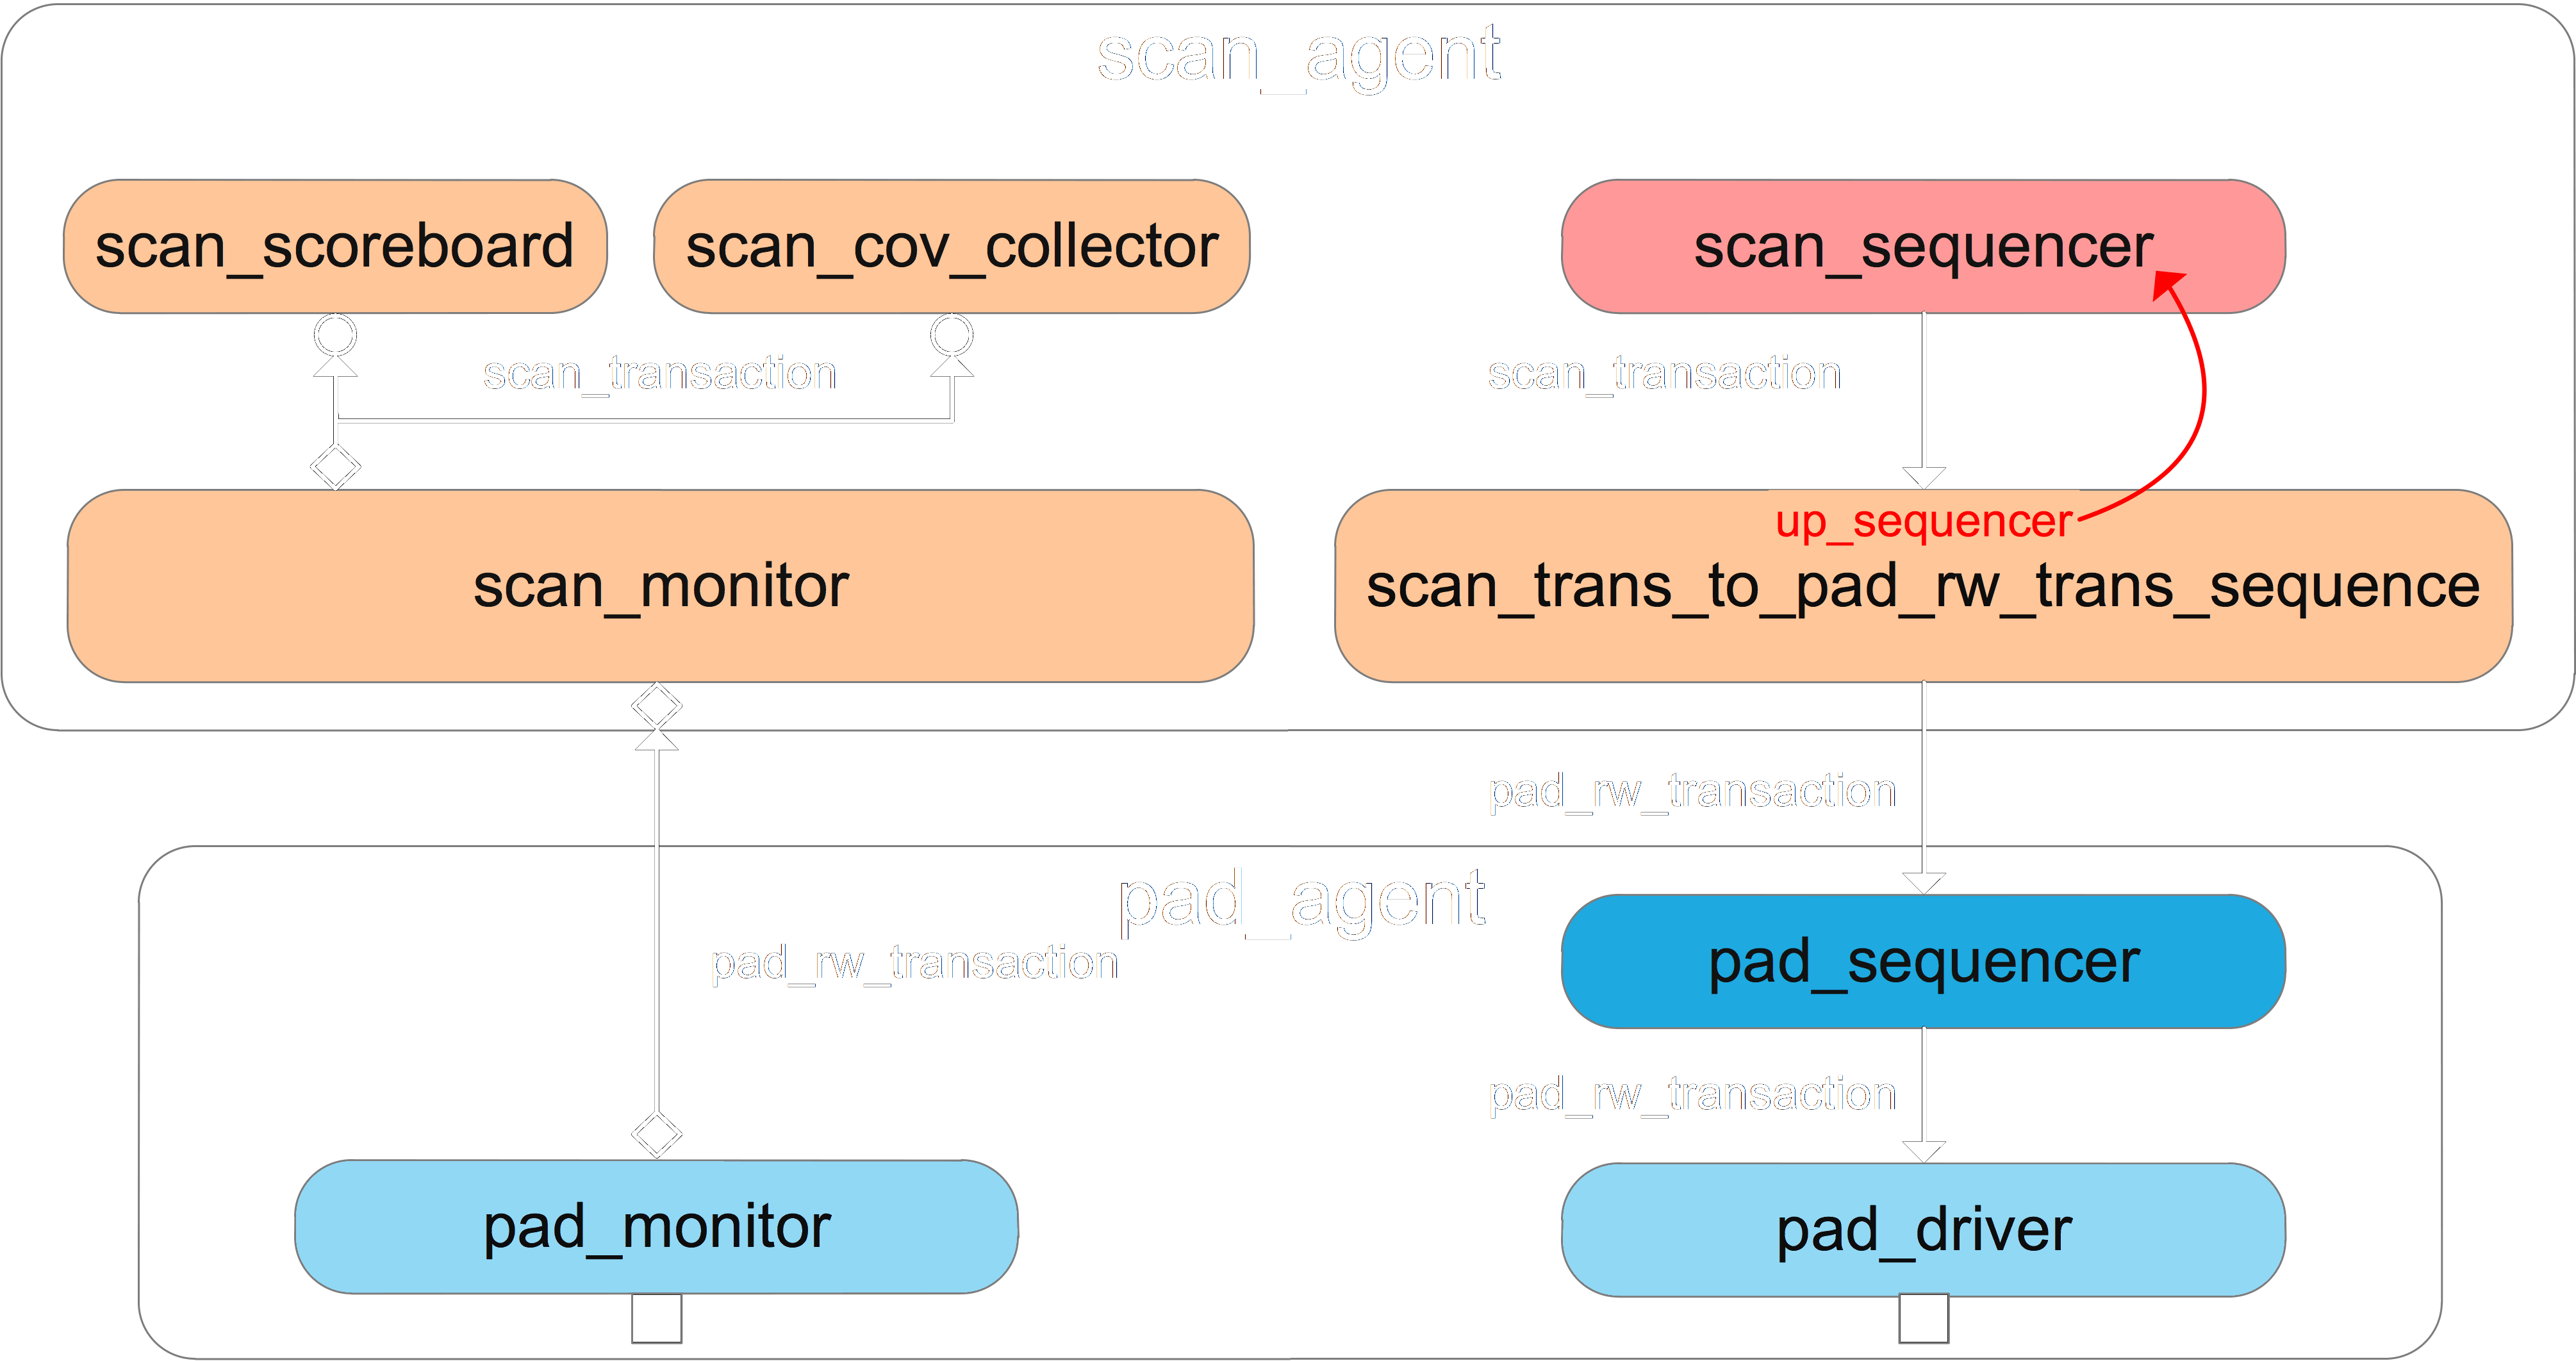 scan_agent
scan_scoreboard
scan_cov_collector
scan_sequencer
scan_transaction
scan_transaction
up_sequencer
scan_monitor
scan_trans_to_pad_rw_trans_sequence
pad_rw_transaction
pad_agent
pad_rw_transaction
pad_sequencer
pad_rw_transaction
pad_monitor
pad_driver